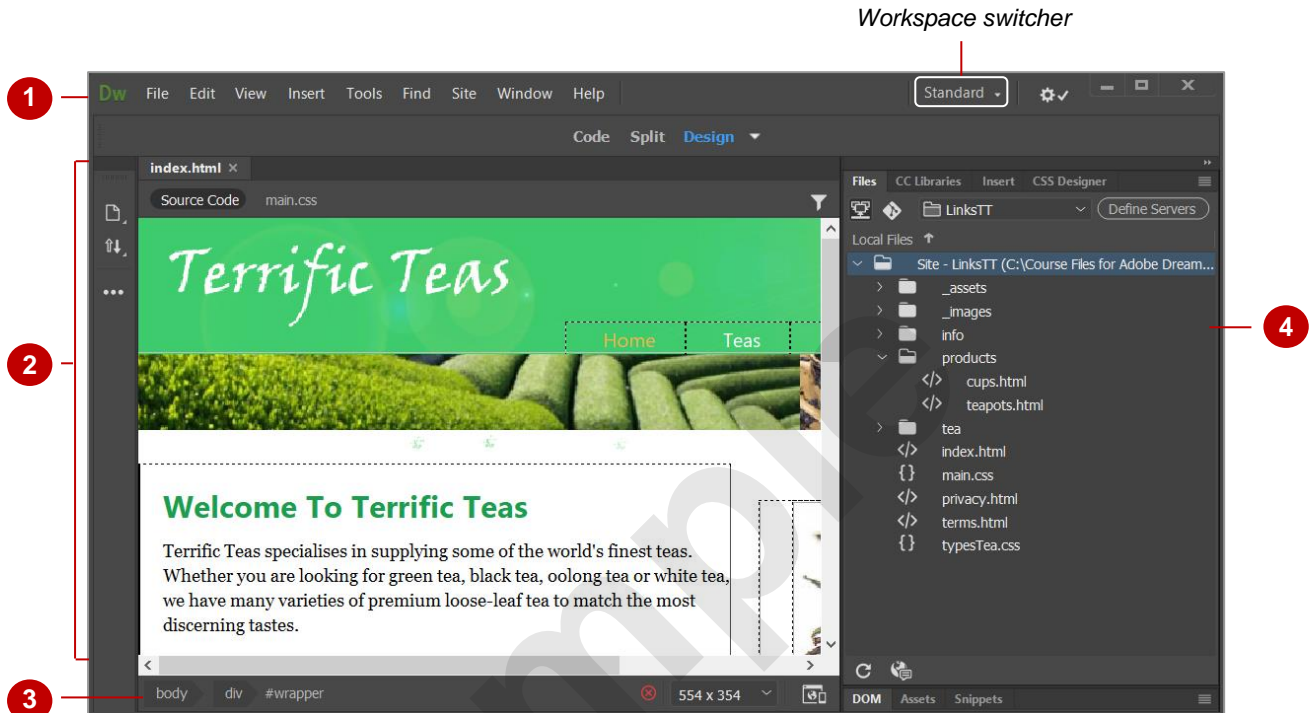 Workspace switcher
1
Dw File Edit View Insert Tools Find Site Window Help Standard
Code Split Design
2
index.html ×
Source Code main.css
Terrific Teas
Home Teas
Welcome To Terrific Teas
Terrific Teas specialises in supplying some of the world's finest teas.
Whether you are looking for green tea, black tea, oolong tea or white tea,
we have many varieties of premium loose-leaf tea to match the most
discerning tastes.
3
body div #wrapper 554 x 354
Files CC Libraries Insert CSS Designer
LinksTT Define Servers
Local Files
Site - LinksTT (C:\Course Files for Adobe Dream...
_assets
_images
info
products
</> cups.html
</> teapots.html
tea
</> index.html
{} main.css
</> privacy.html
</> terms.html
{} typesTea.css
4
DOM Assets Snippets